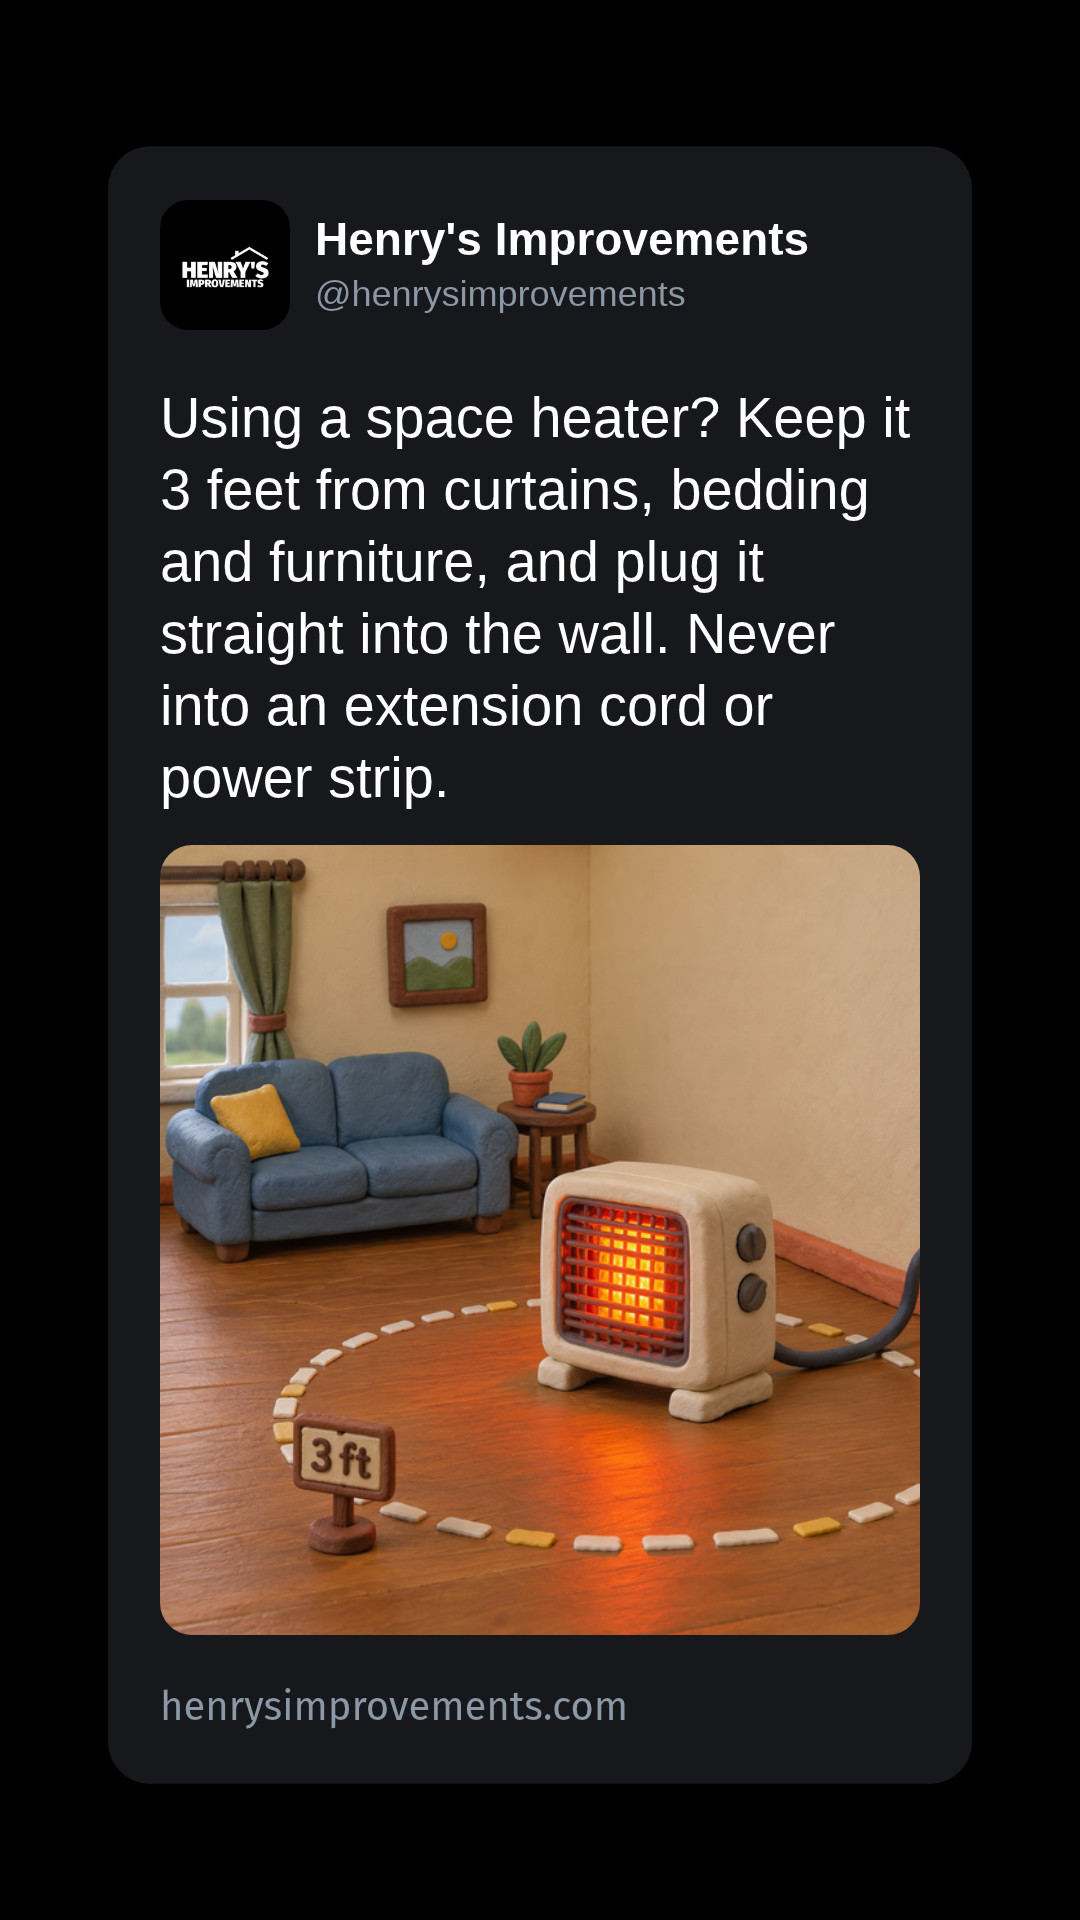 HENRY'S
IMPROVEMENTS
Henry's Improvements
@henrysimprovements
Using a space heater? Keep it
3 feet from curtains, bedding
and furniture, and plug it
straight into the wall. Never
into an extension cord or
power strip.
3 ft
henrysimprovements.com